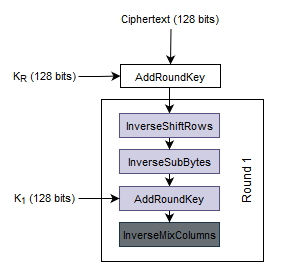 Ciphertext (128 bits)
K_R (128 bits)
AddRoundKey
InverseShiftRows
InverseSubBytes
K_1 (128 bits)
AddRoundKey
InverseMixColumns
Round 1